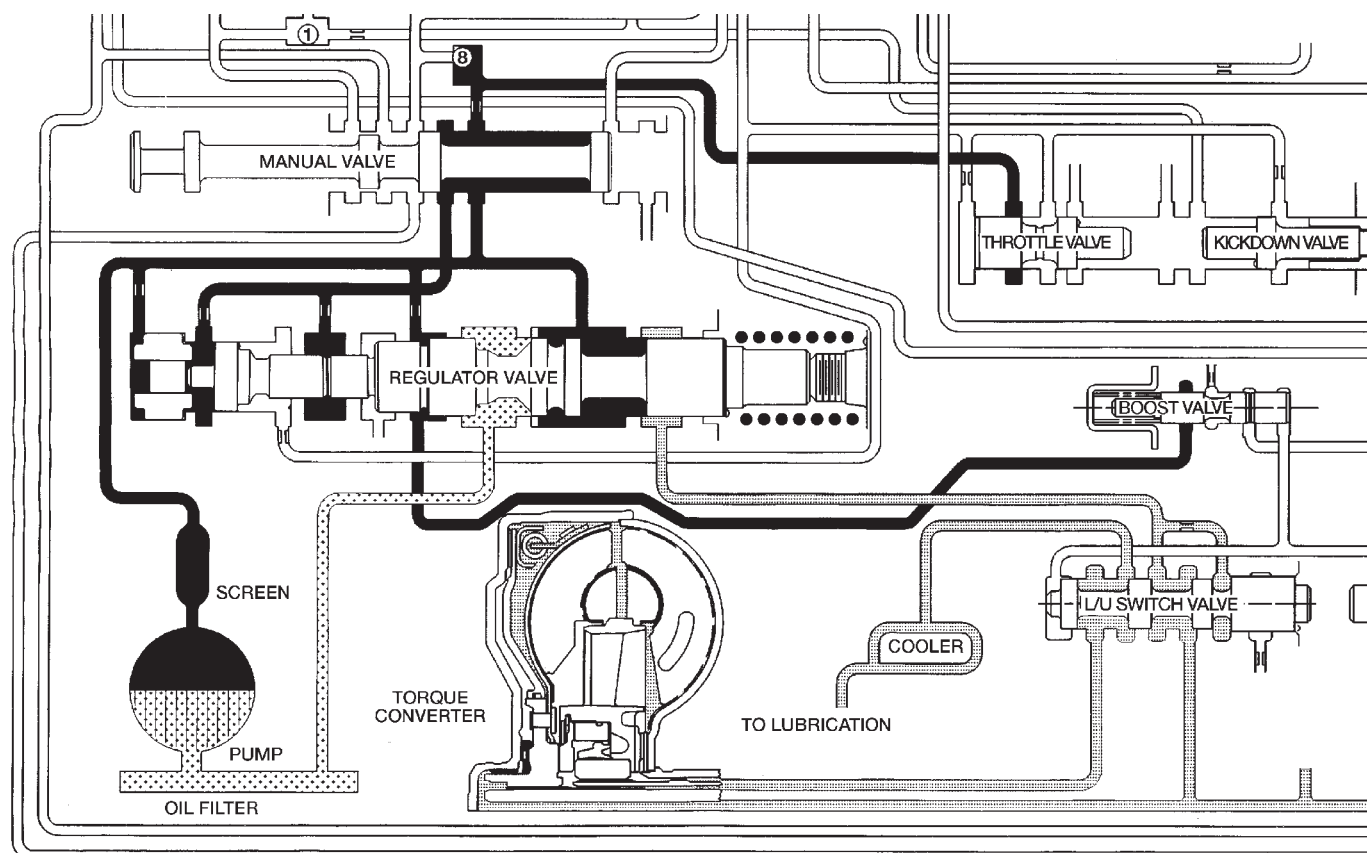 1
8
MANUAL VALVE
THROTTLE VALVE
KICKDOWN VALVE
REGULATOR VALVE
BOOST VALVE
SCREEN
L/U SWITCH VALVE
COOLER
TORQUE
CONVERTER
TO LUBRICATION
PUMP
OIL FILTER